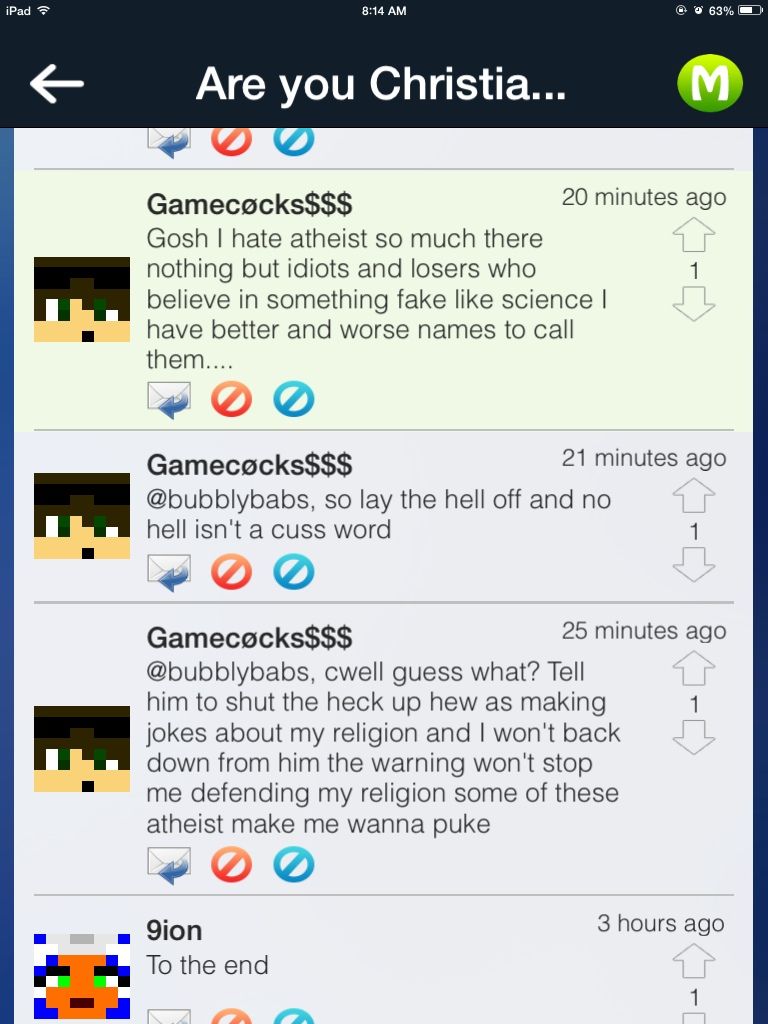 iPad 8:14 AM 63%
Are you Christia... M
Gamecøcks$$$ 20 minutes ago
Gosh I hate atheist so much there
nothing but idiots and losers who
believe in something fake like science I
have better and worse names to call
them....
1
Gamecøcks$$$ 21 minutes ago
@bubblybabs, so lay the hell off and no
hell isn't a cuss word
1
Gamecøcks$$$ 25 minutes ago
@bubblybabs, cwell guess what? Tell
him to shut the heck up hew as making
jokes about my religion and I won't back
down from him the warning won't stop
me defending my religion some of these
atheist make me wanna puke
1
9ion 3 hours ago
To the end
1